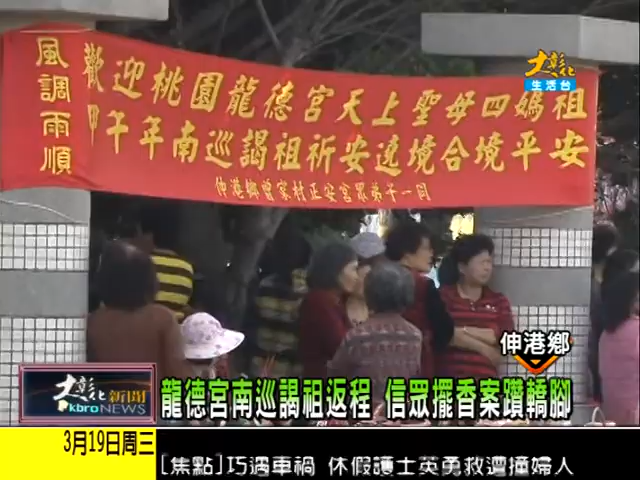 風調雨順
歡迎桃園龍德宮天上聖母四媽祖
甲午年南巡謁祖祈安遶境合境平安
伸港鄉曾家村正安宮眾弟子一同
大彰化
生活台
伸港鄉
大彰化新聞
kbro NEWS
龍德宮南巡謁祖返程 信眾擺香案躦轎腳
3月19日周三
[焦點]巧遇車禍 休假護士英勇救遭撞婦人